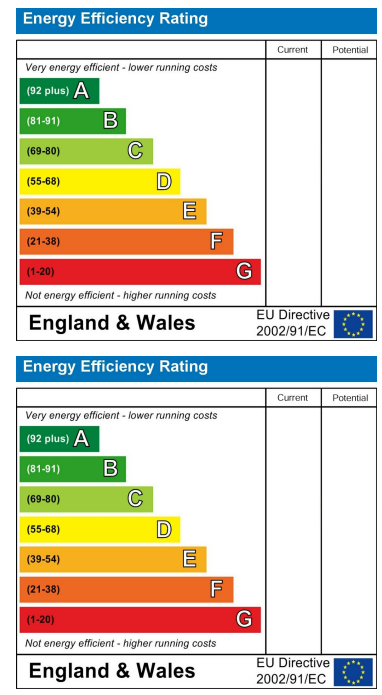 Energy Efficiency Rating
Current Potential
Very energy efficient - lower running costs
(92 plus) A
(81-91) B
(69-80) C
(55-68) D
(39-54) E
(21-38) F
(1-20) G
Not energy efficient - higher running costs
England & Wales
EU Directive
2002/91/EC
Energy Efficiency Rating
Current Potential
Very energy efficient - lower running costs
(92 plus) A
(81-91) B
(69-80) C
(55-68) D
(39-54) E
(21-38) F
(1-20) G
Not energy efficient - higher running costs
England & Wales
EU Directive
2002/91/EC